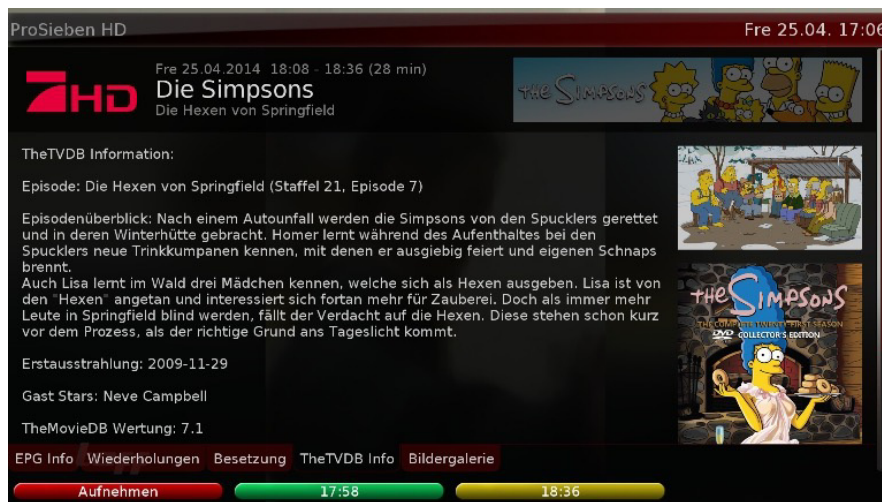 ProSieben HD
Fre 25.04. 17:06
Fre 25.04.2014 18:08 - 18:36 (28 min)
7HD
Die Simpsons
Die Hexen von Springfield
THE SIMPSONS
TheTVDB Information:
Episode: Die Hexen von Springfield (Staffel 21, Episode 7)
Episodenüberblick: Nach einem Autounfall werden die Simpsons von den Spucklers gerettet
und in deren Winterhütte gebracht. Homer lernt während des Aufenthaltes bei den
Spucklers neue Trinkkumpanen kennen, mit denen er ausgiebig feiert und eigenen Schnaps
brennt.
Auch Lisa lernt im Wald drei Mädchen kennen, welche sich als Hexen ausgeben. Lisa ist von
den "Hexen" angetan und interessiert sich fortan mehr für Zauberei. Doch als immer mehr
Leute in Springfield blind werden, fällt der Verdacht auf die Hexen. Diese stehen schon kurz
vor dem Prozess, als der richtige Grund ans Tageslicht kommt.
Erstausstrahlung: 2009-11-29
Gast Stars: Neve Campbell
TheMovieDB Wertung: 7.1
THE SIMPSONS
THE COMPLETE TWENTY-FIRST SEASON
DVD COLLECTOR'S EDITION
EPG Info Wiederholungen Besetzung TheTVDB Info Bildergalerie
Aufnehmen 17:58 18:36